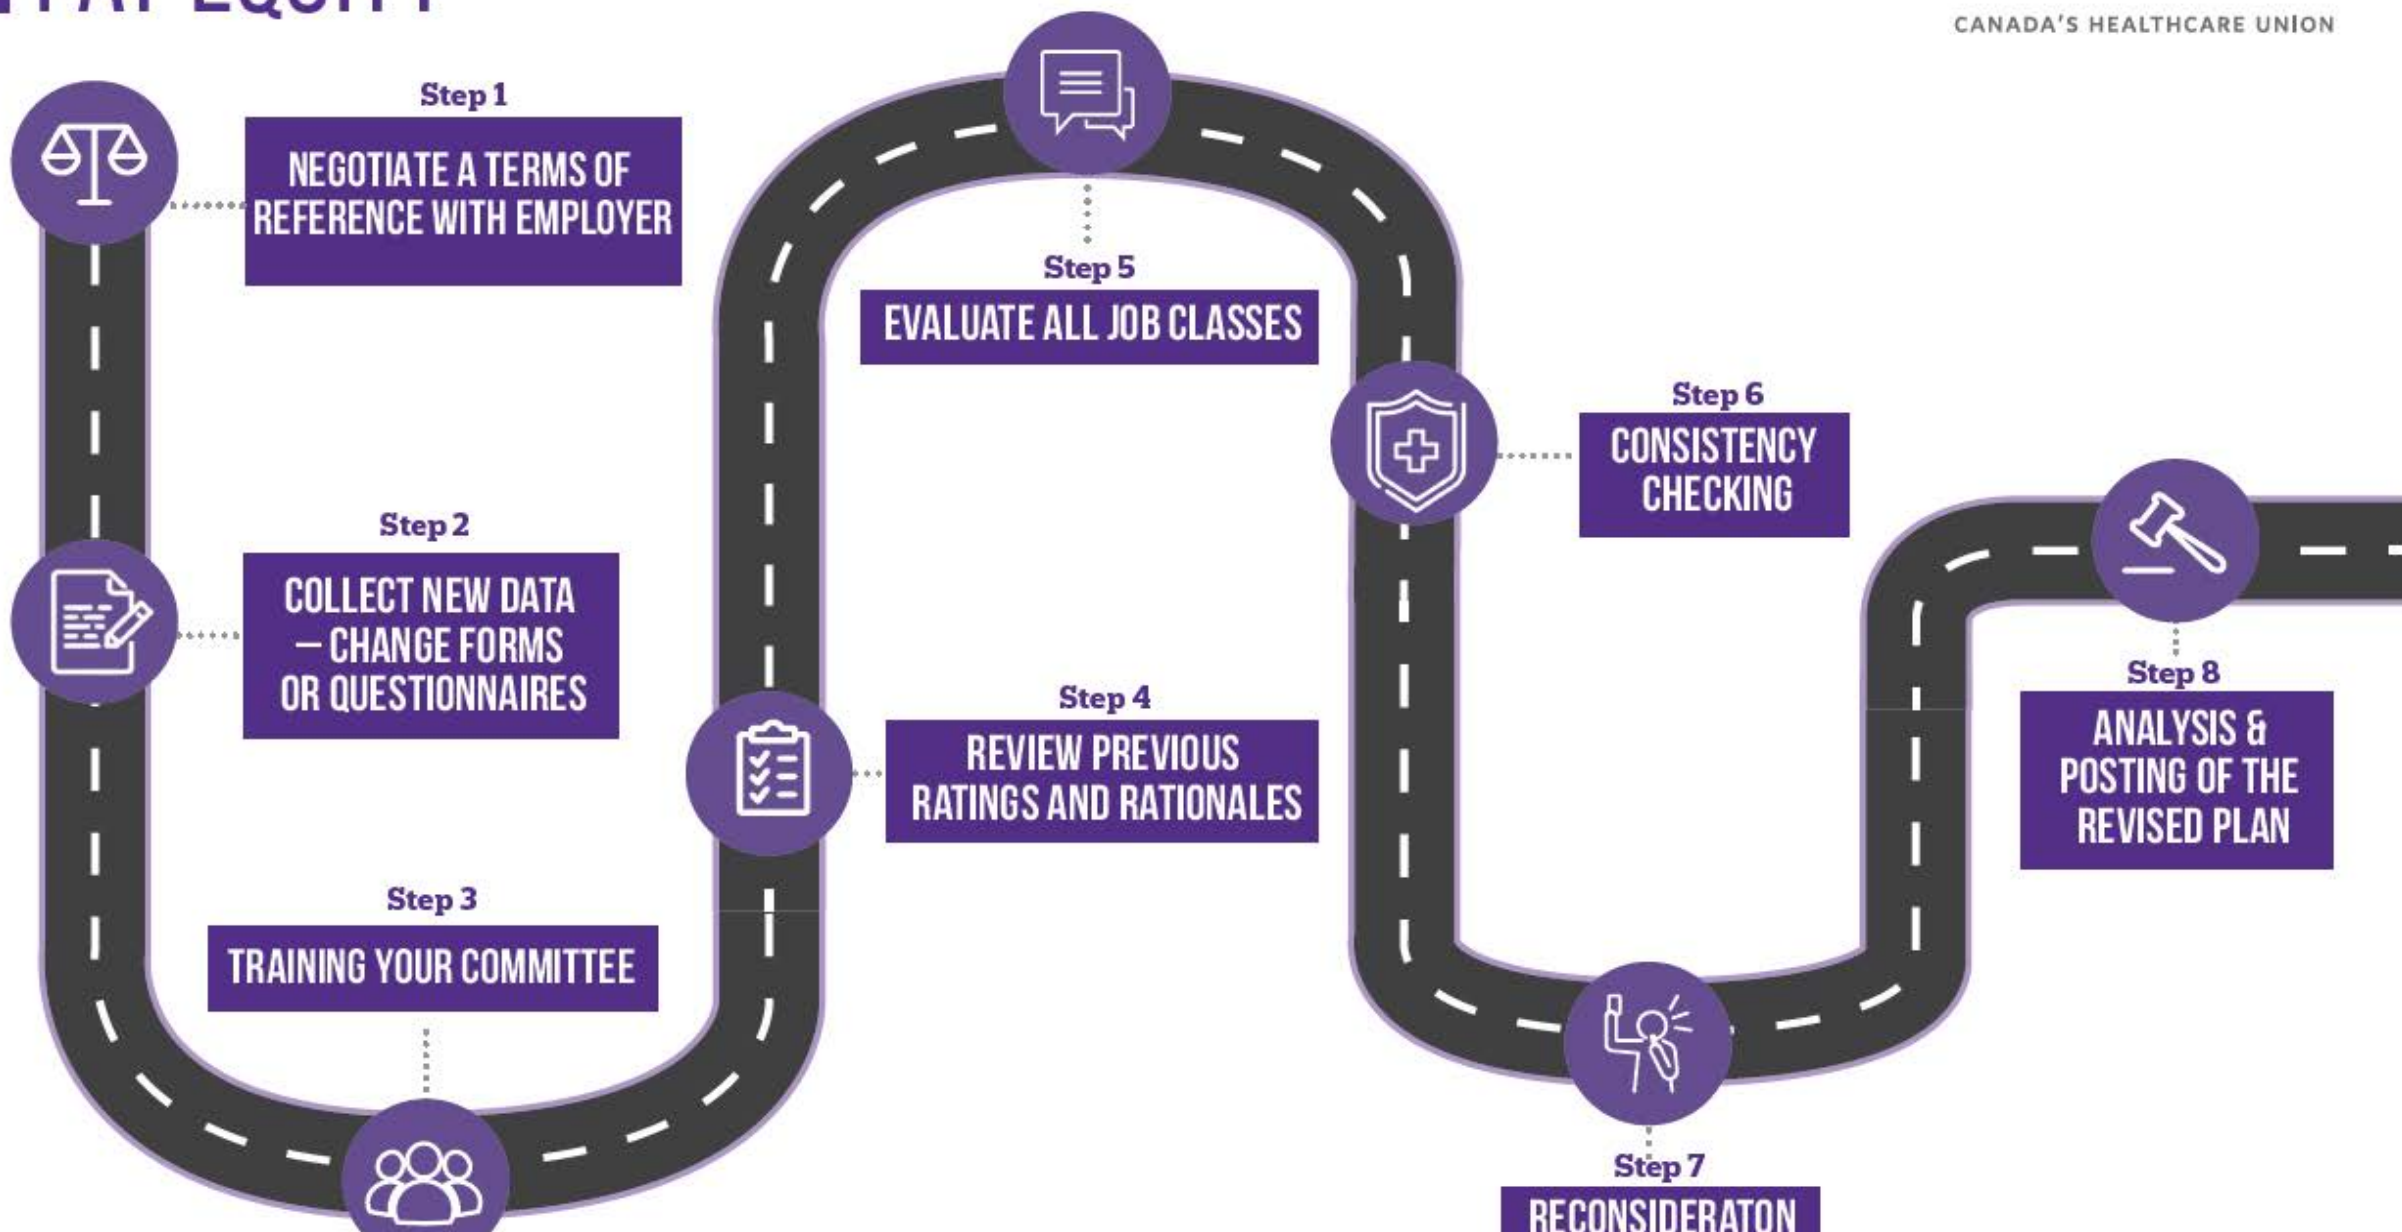 PAY EQUITY
CANADA'S HEALTHCARE UNION
Step 1
NEGOTIATE A TERMS OF
REFERENCE WITH EMPLOYER
Step 2
COLLECT NEW DATA
– CHANGE FORMS
OR QUESTIONNAIRES
Step 3
TRAINING YOUR COMMITTEE
Step 4
REVIEW PREVIOUS
RATINGS AND RATIONALES
Step 5
EVALUATE ALL JOB CLASSES
Step 6
CONSISTENCY
CHECKING
Step 7
RECONSIDERATON
Step 8
ANALYSIS &
POSTING OF THE
REVISED PLAN